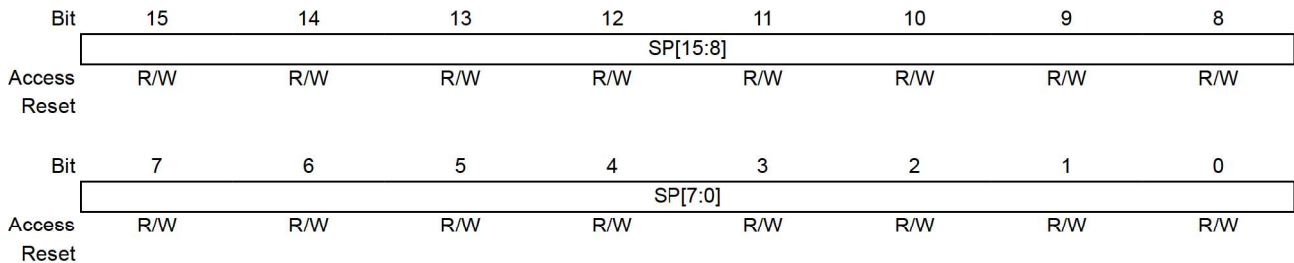 Bit 15 14 13 12 11 10 9 8
SP[15:8]
Access R/W R/W R/W R/W R/W R/W R/W R/W
Reset
Bit 7 6 5 4 3 2 1 0
SP[7:0]
Access R/W R/W R/W R/W R/W R/W R/W R/W
Reset